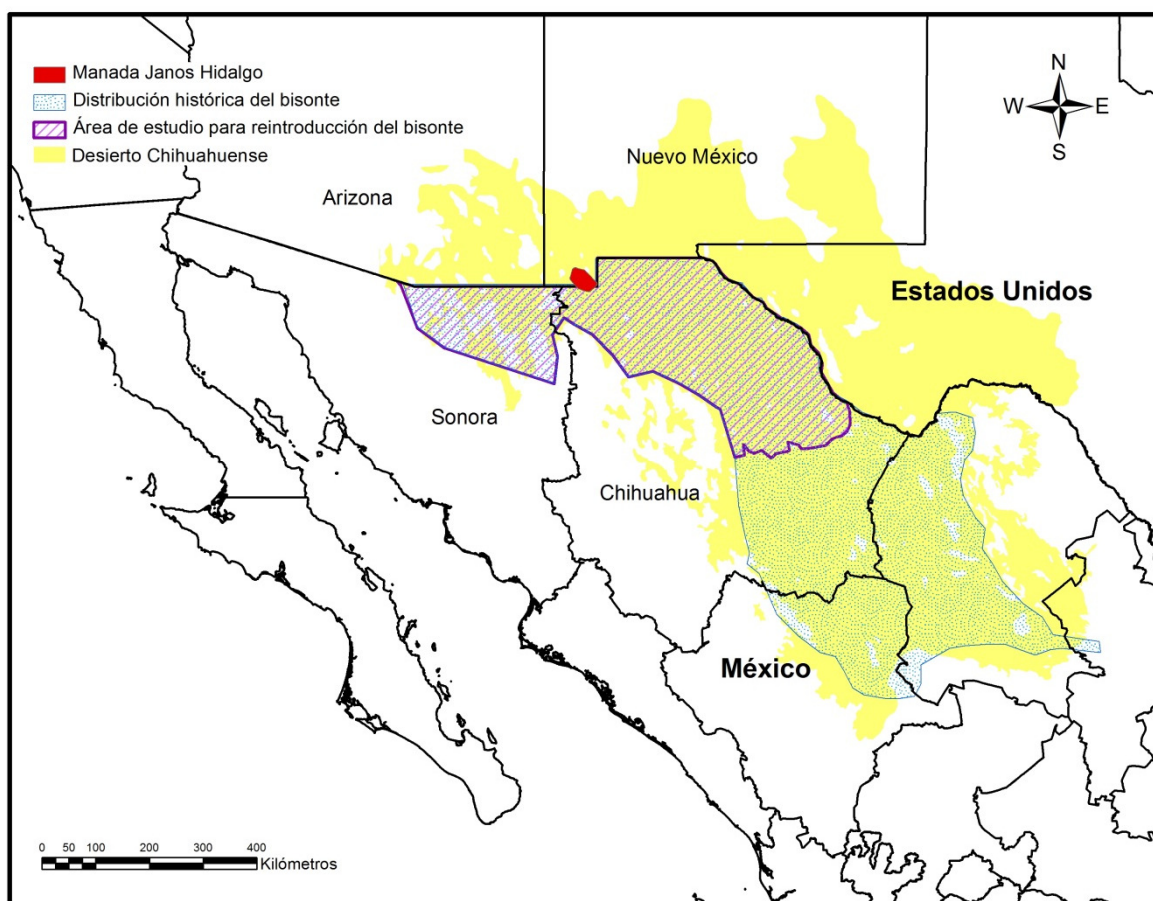 Manada Janos Hidalgo
Distribución histórica del bisonte
Área de estudio para reintroducción del bisonte
Desierto Chihuahuense
N
W E
S
Nuevo México
Arizona
Estados Unidos
Sonora
Chihuahua
México
0 50 100 200 300 400
Kilómetros